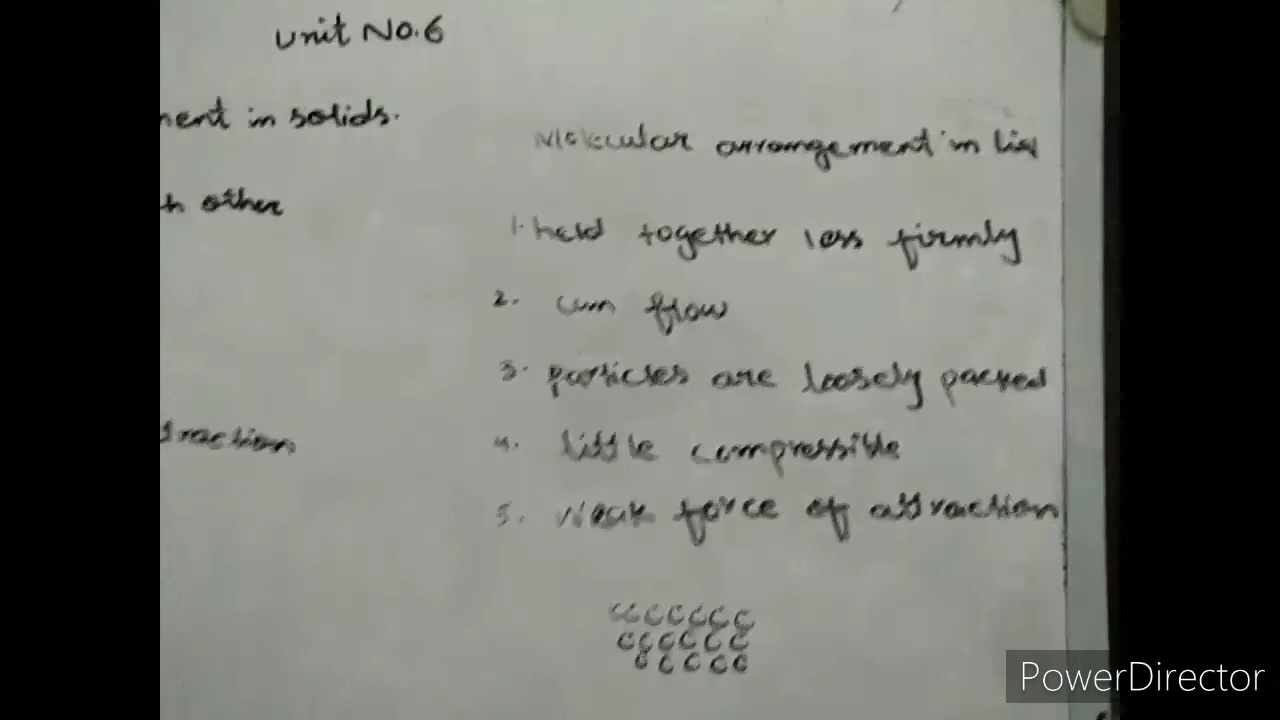 Unit No.6
ment in solids.
Molecular arrangement in liq
h other
1. held together less firmly
2. can flow
3. particles are loosely packed
traction
4. little compressible
5. Weak force of attraction
PowerDirector